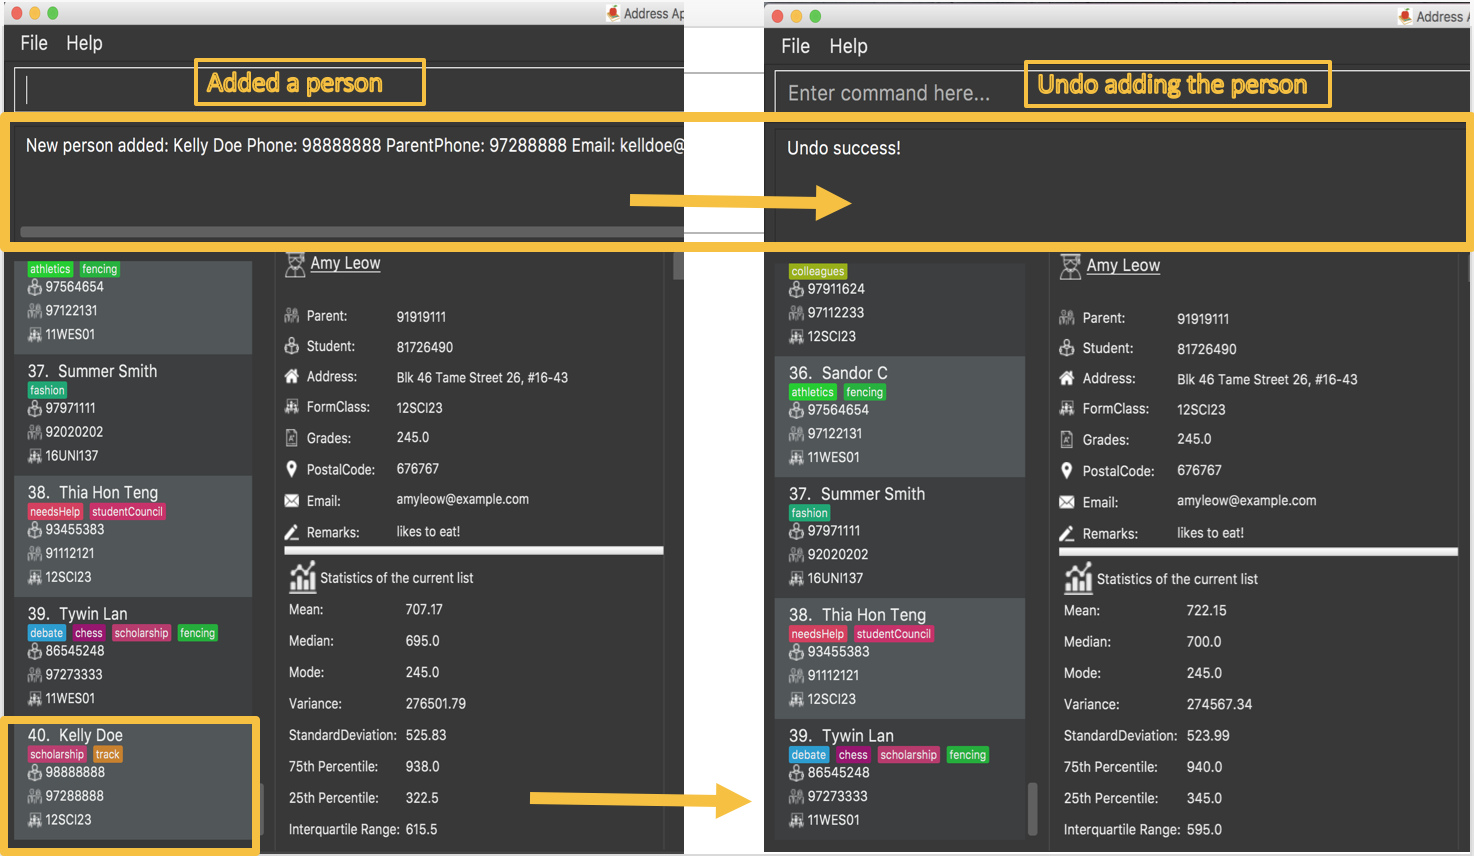 Address Ap
File Help
Added a person
New person added: Kelly Doe Phone: 98888888 ParentPhone: 97288888 Email: kelldoe@
athletics fencing
97564654
97122131
11WES01
37. Summer Smith
fashion
97971111
92020202
16UNI137
38. Thia Hon Teng
needsHelp studentCouncil
93455383
91112121
12SCI23
39. Tywin Lan
debate chess scholarship fencing
86545248
97273333
11WES01
40. Kelly Doe
scholarship track
98888888
97288888
12SCI23
Amy Leow
Parent: 91919111
Student: 81726490
Address: Blk 46 Tame Street 26, #16-43
FormClass: 12SCI23
Grades: 245.0
PostalCode: 676767
Email: amyleow@example.com
Remarks: likes to eat!
Statistics of the current list
Mean: 707.17
Median: 695.0
Mode: 245.0
Variance: 276501.79
StandardDeviation: 525.83
75th Percentile: 938.0
25th Percentile: 322.5
Interquartile Range: 615.5
Address A
File Help
Enter command here...
Undo adding the person
Undo success!
colleagues
97911624
97112233
12SCI23
36. Sandor C
athletics fencing
97564654
97122131
11WES01
37. Summer Smith
fashion
97971111
92020202
16UNI137
38. Thia Hon Teng
needsHelp studentCouncil
93455383
91112121
12SCI23
39. Tywin Lan
debate chess scholarship fencing
86545248
97273333
11WES01
Amy Leow
Parent: 91919111
Student: 81726490
Address: Blk 46 Tame Street 26, #16-43
FormClass: 12SCI23
Grades: 245.0
PostalCode: 676767
Email: amyleow@example.com
Remarks: likes to eat!
Statistics of the current list
Mean: 722.15
Median: 700.0
Mode: 245.0
Variance: 274567.34
StandardDeviation: 523.99
75th Percentile: 940.0
25th Percentile: 345.0
Interquartile Range: 595.0